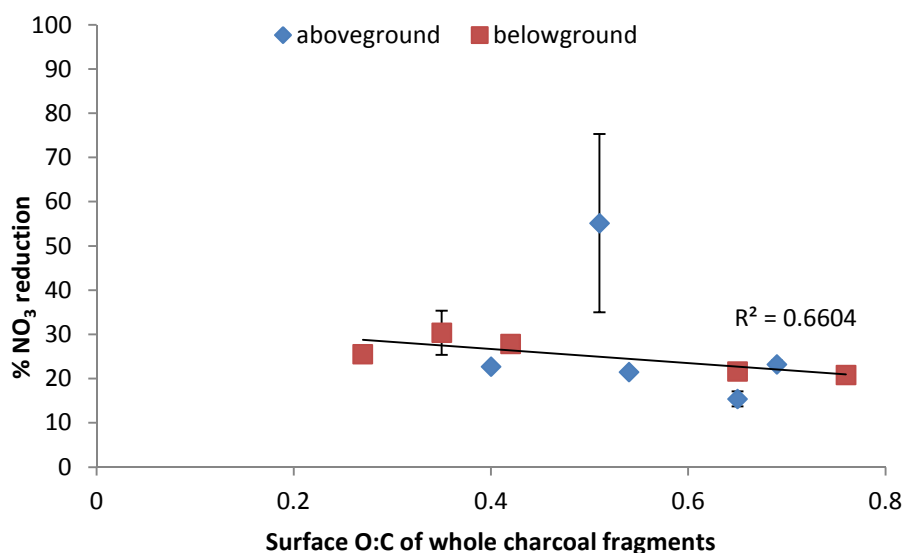 aboveground belowground
100
90
80
70
60
50
40
30
20
10
0
% NO₃ reduction
R² = 0.6604
0 0.2 0.4 0.6 0.8
Surface O:C of whole charcoal fragments